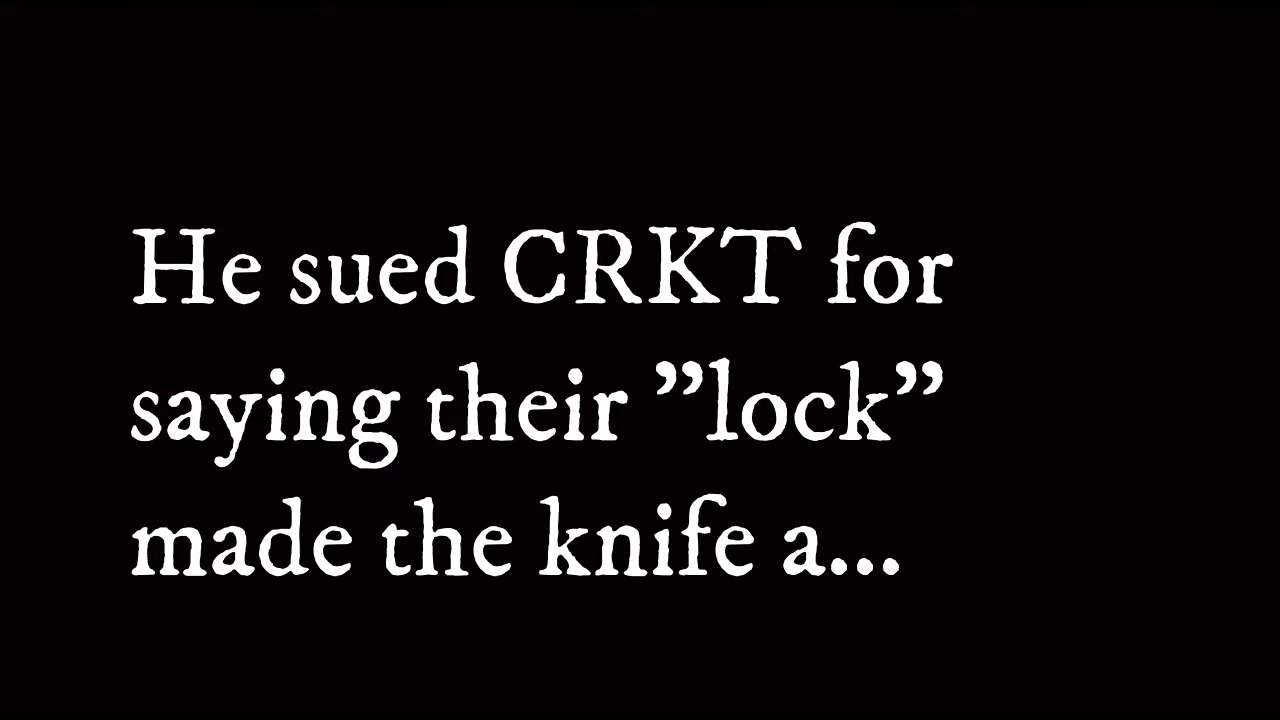 He sued CRKT for
saying their ”lock”
made the knife a...